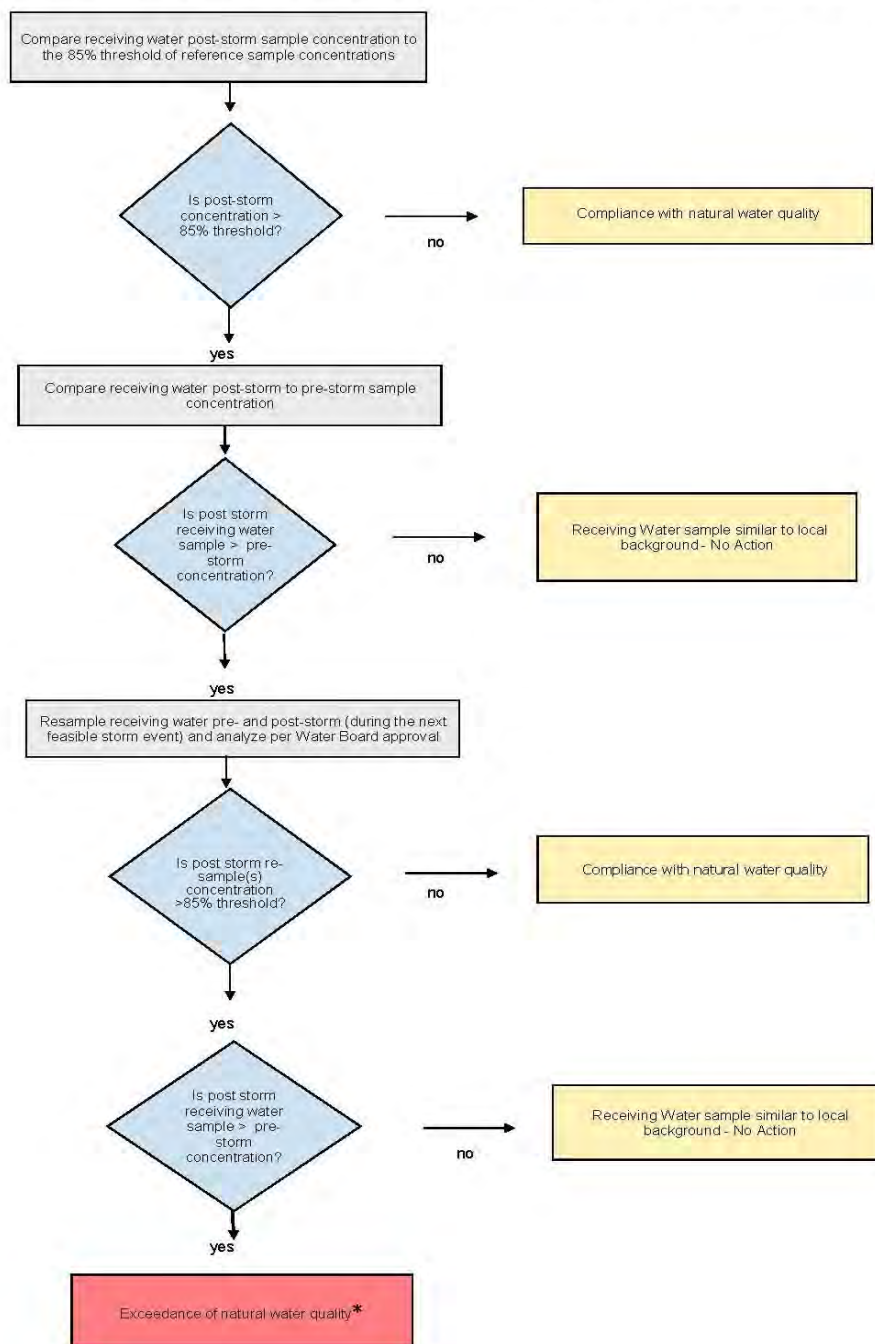 Compare receiving water post-storm sample concentration to
the 85% threshold of reference sample concentrations
Is post-storm
concentration >
85% threshold?
no
Compliance with natural water quality
yes
Compare receiving water post-storm to pre-storm sample
concentration
Is post storm
receiving water
sample > pre-
storm
concentration?
no
Receiving Water sample similar to local
background - No Action
yes
Resample receiving water pre- and post-storm (during the next
feasible storm event) and analyze per Water Board approval
Is post storm re-
sample(s)
concentration
>85% threshold?
no
Compliance with natural water quality
yes
Is post storm
receiving water
sample > pre-
storm
concentration?
no
Receiving Water sample similar to local
background - No Action
yes
Exceedance of natural water quality*